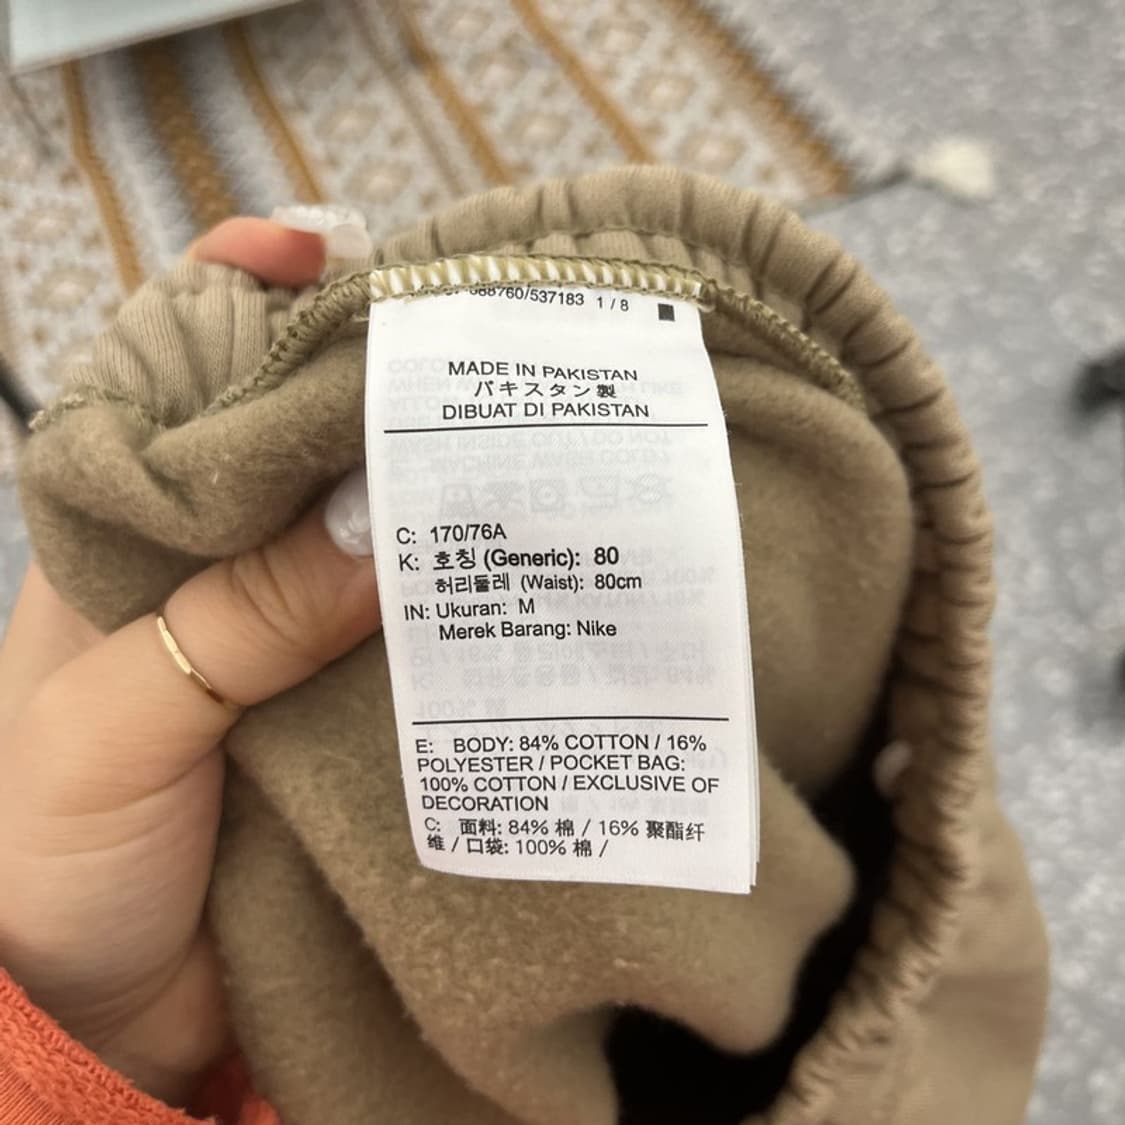 688760/537183 1 / 8
MADE IN PAKISTAN
パキスタン製
DIBUAT DI PAKISTAN
C: 170/76A
K: 호칭 (Generic): 80
허리둘레 (Waist): 80cm
IN: Ukuran: M
Merek Barang: Nike
E: BODY: 84% COTTON / 16%
POLYESTER / POCKET BAG:
100% COTTON / EXCLUSIVE OF
DECORATION
C: 面料: 84% 棉 / 16% 聚酯纤
维 / 口袋: 100% 棉 /